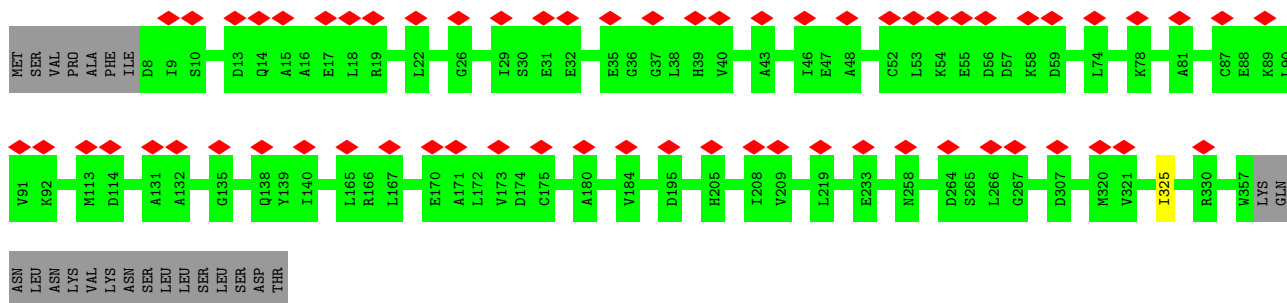 MET SER VAL PRO ALA PHE ILE D8 I9 S10 D13 Q14 A15 A16 E17 L18 R19 L22 G26 I29 S30 E31 E32 E35 G36 G37 L38 H39 V40 A43 I46 E47 A48 C52 L53 K54 E55 D56 D57 K58 D59 L74 K78 A81 C87 E88 K89 L90
V91 K92 M113 D114 A131 A132 G135 Q138 Y139 I140 L165 R166 L167 E170 A171 L172 V173 D174 C175 A180 V184 D195 H205 I208 V209 L219 E233 N258 D264 S265 L266 G267 D307 M320 V321 I325 R330 W357 LYS GLN
ASN LEU ASN LYS VAL LYS ASN SER LEU LEU SER LEU SER ASP THR